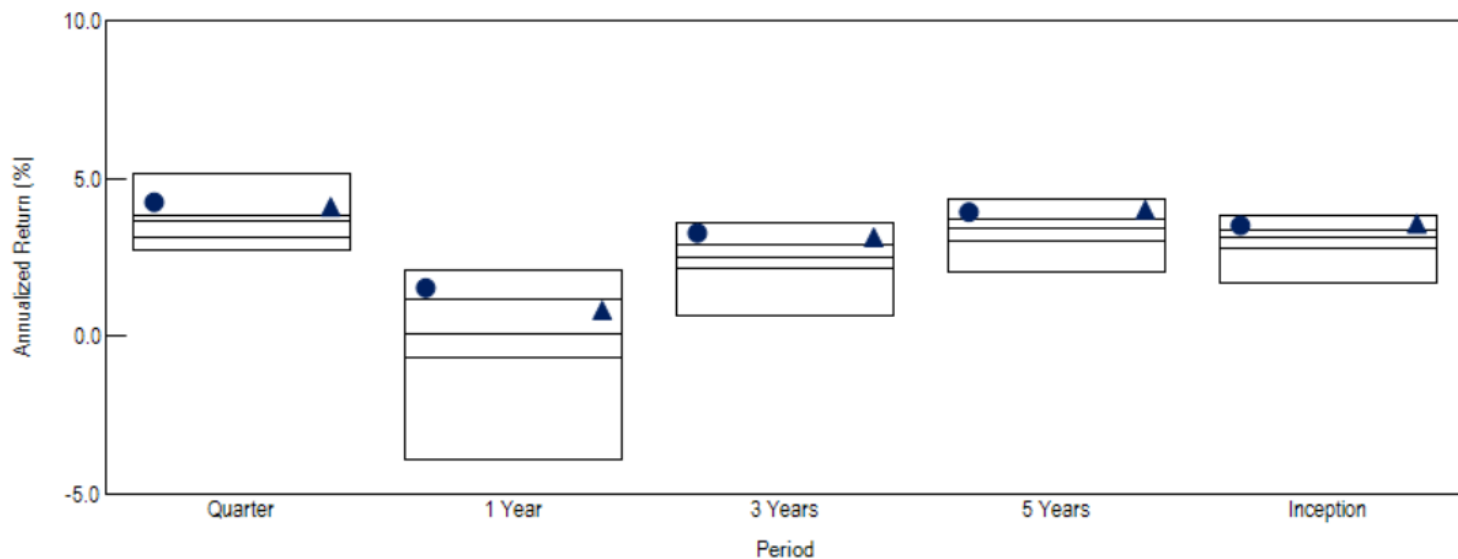 10.0
5.0
0.0
-5.0
Annualized Return (%|
Quarter
1 Year
3 Years
5 Years
Inception
Period